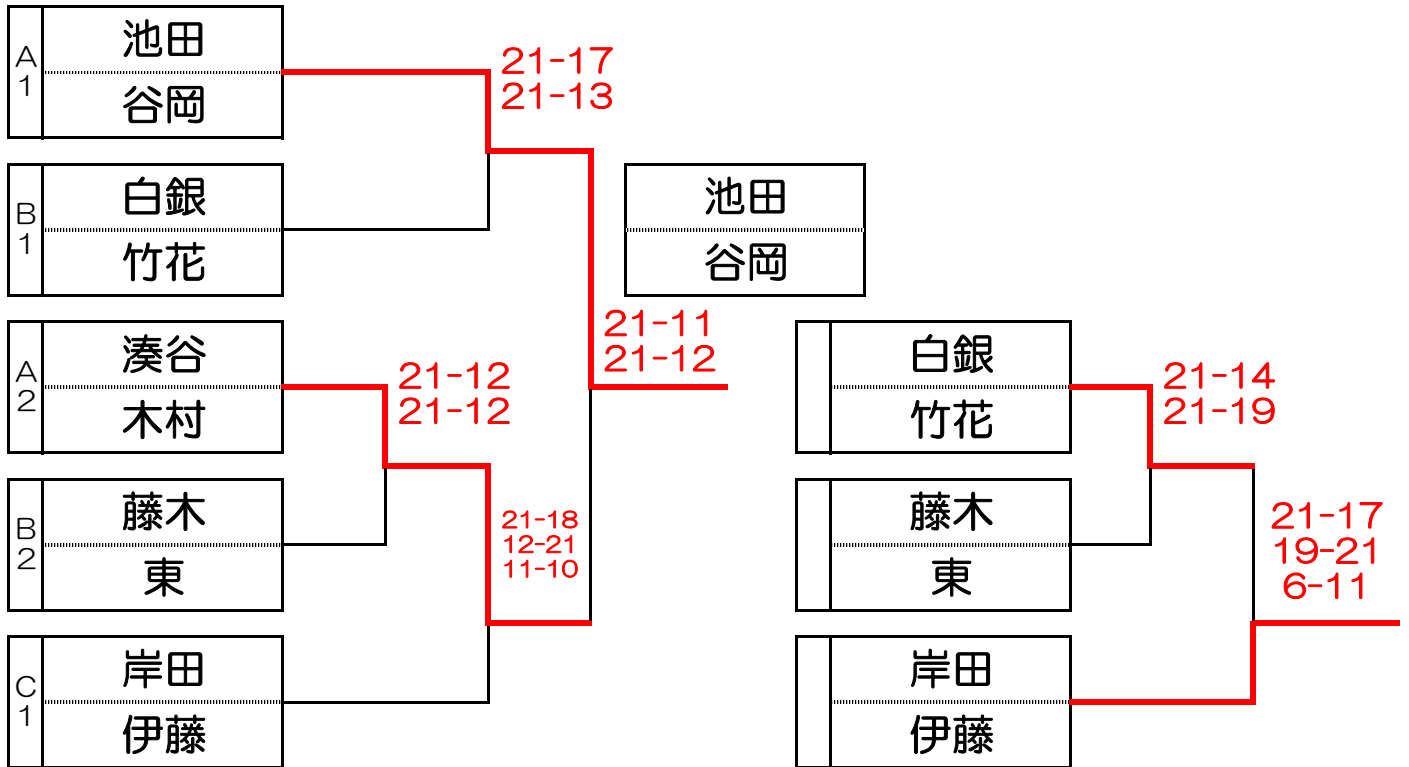 A1
池田
谷岡
21-17
21-13
B1
白銀
竹花
池田
谷岡
21-11
21-12
A2
湊谷
木村
21-12
21-12
B2
藤木
東
21-18
12-21
11-10
C1
岸田
伊藤
白銀
竹花
21-14
21-19
藤木
東
21-17
19-21
6-11
岸田
伊藤